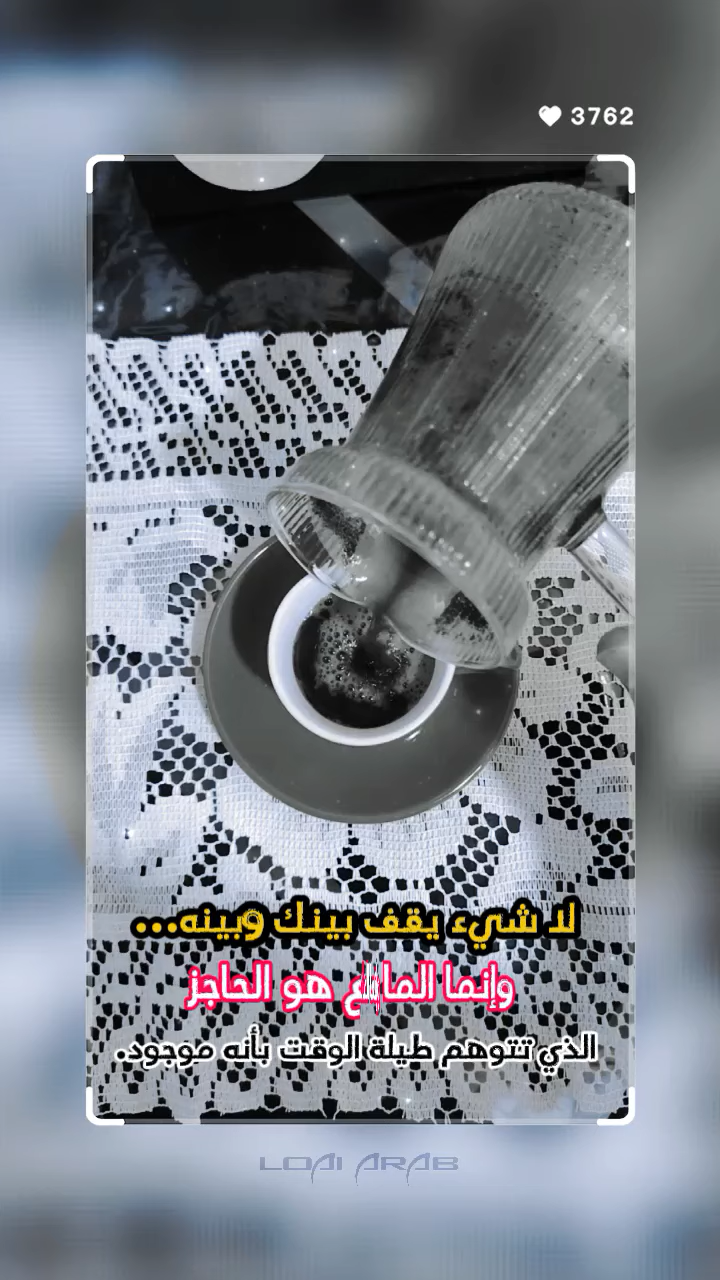 3762
لا شيء يقف بينك وبينه...
وإنما المانع هو الحاجز
الذي تتوهم طيلة الوقت بأنه موجود.
LOAI ARAB